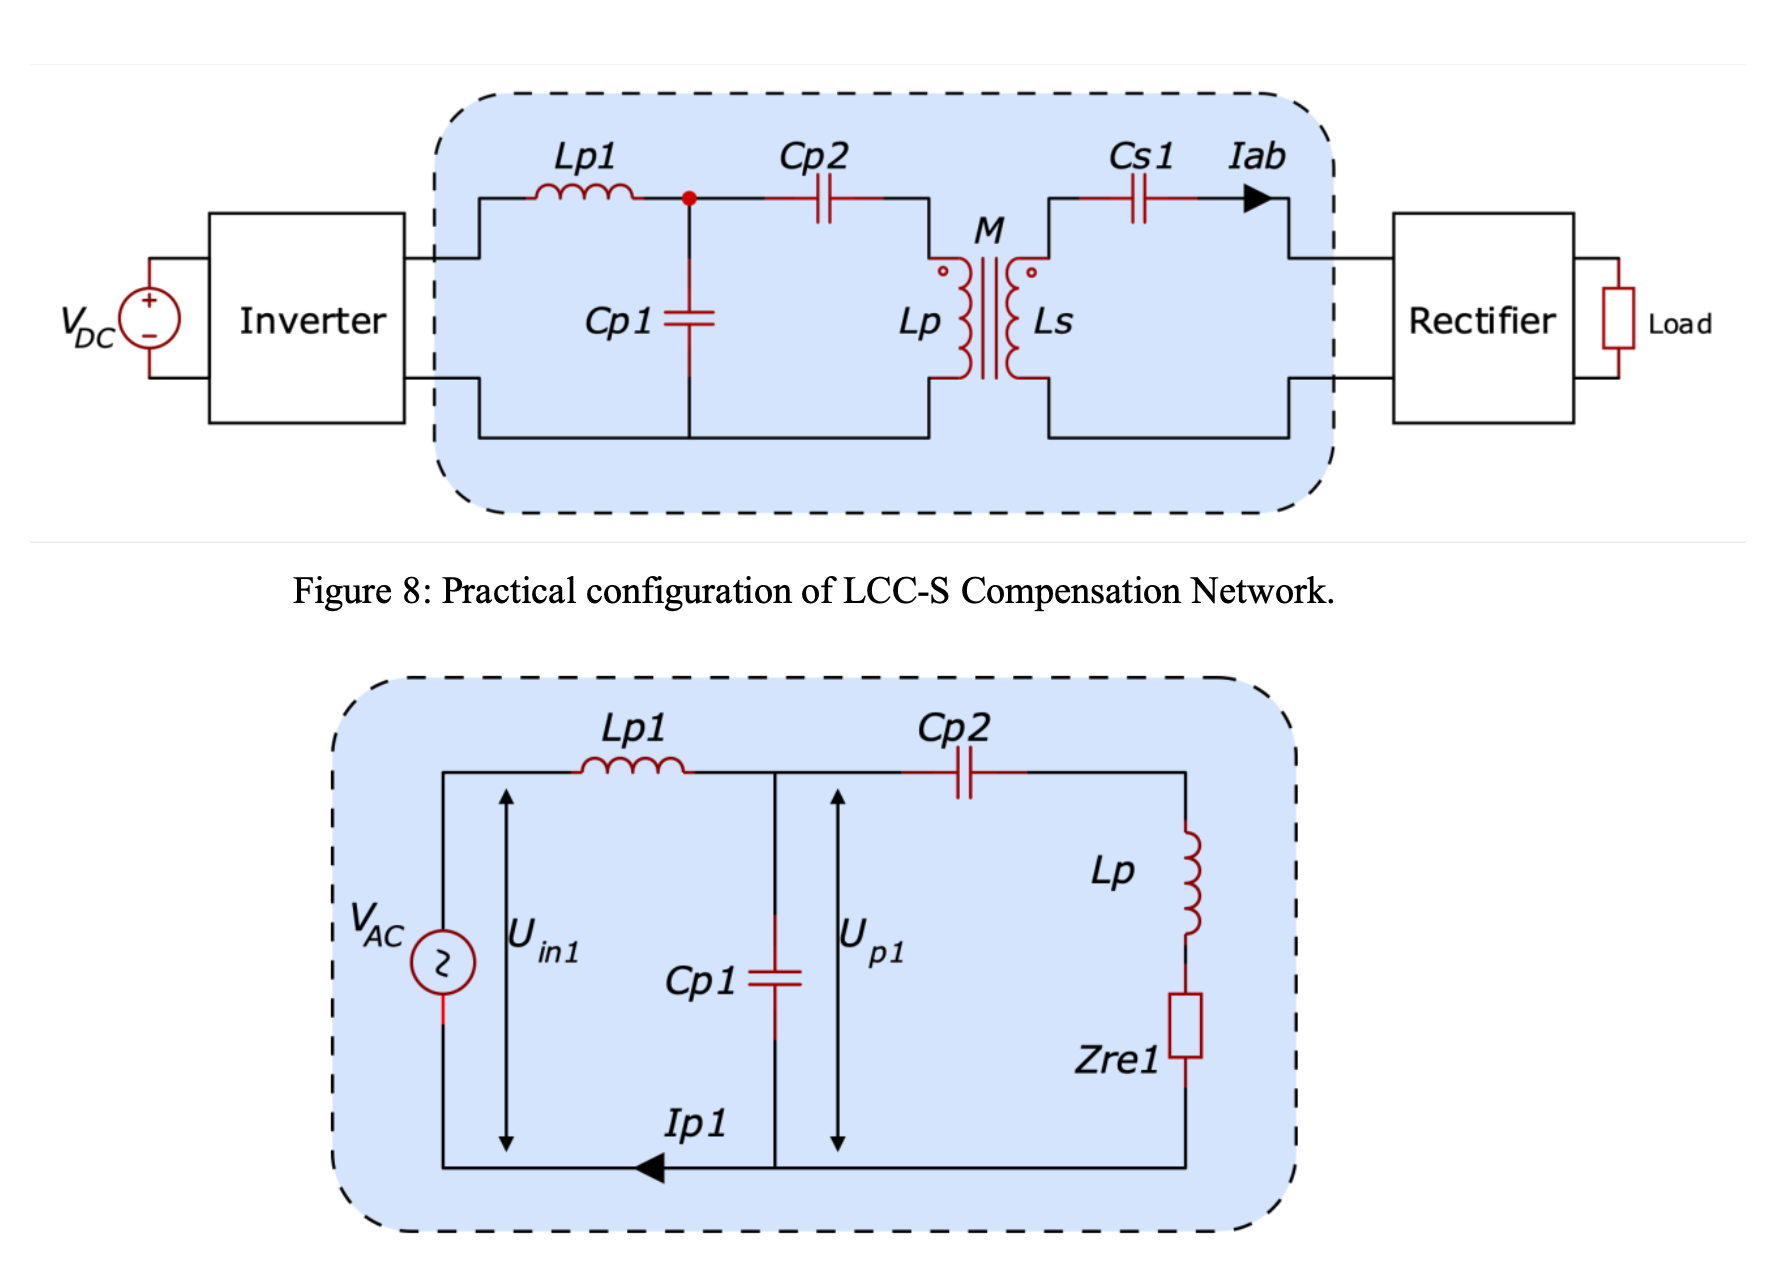 Lp1
Cp2
Cs1
Iab
M
VDC
+
−
Inverter
Cp1
Lp
Ls
Rectifier
Load
Figure 8: Practical configuration of LCC-S Compensation Network.
Lp1
Cp2
Lp
VAC
Uin1
Up1
Cp1
Zre1
Ip1